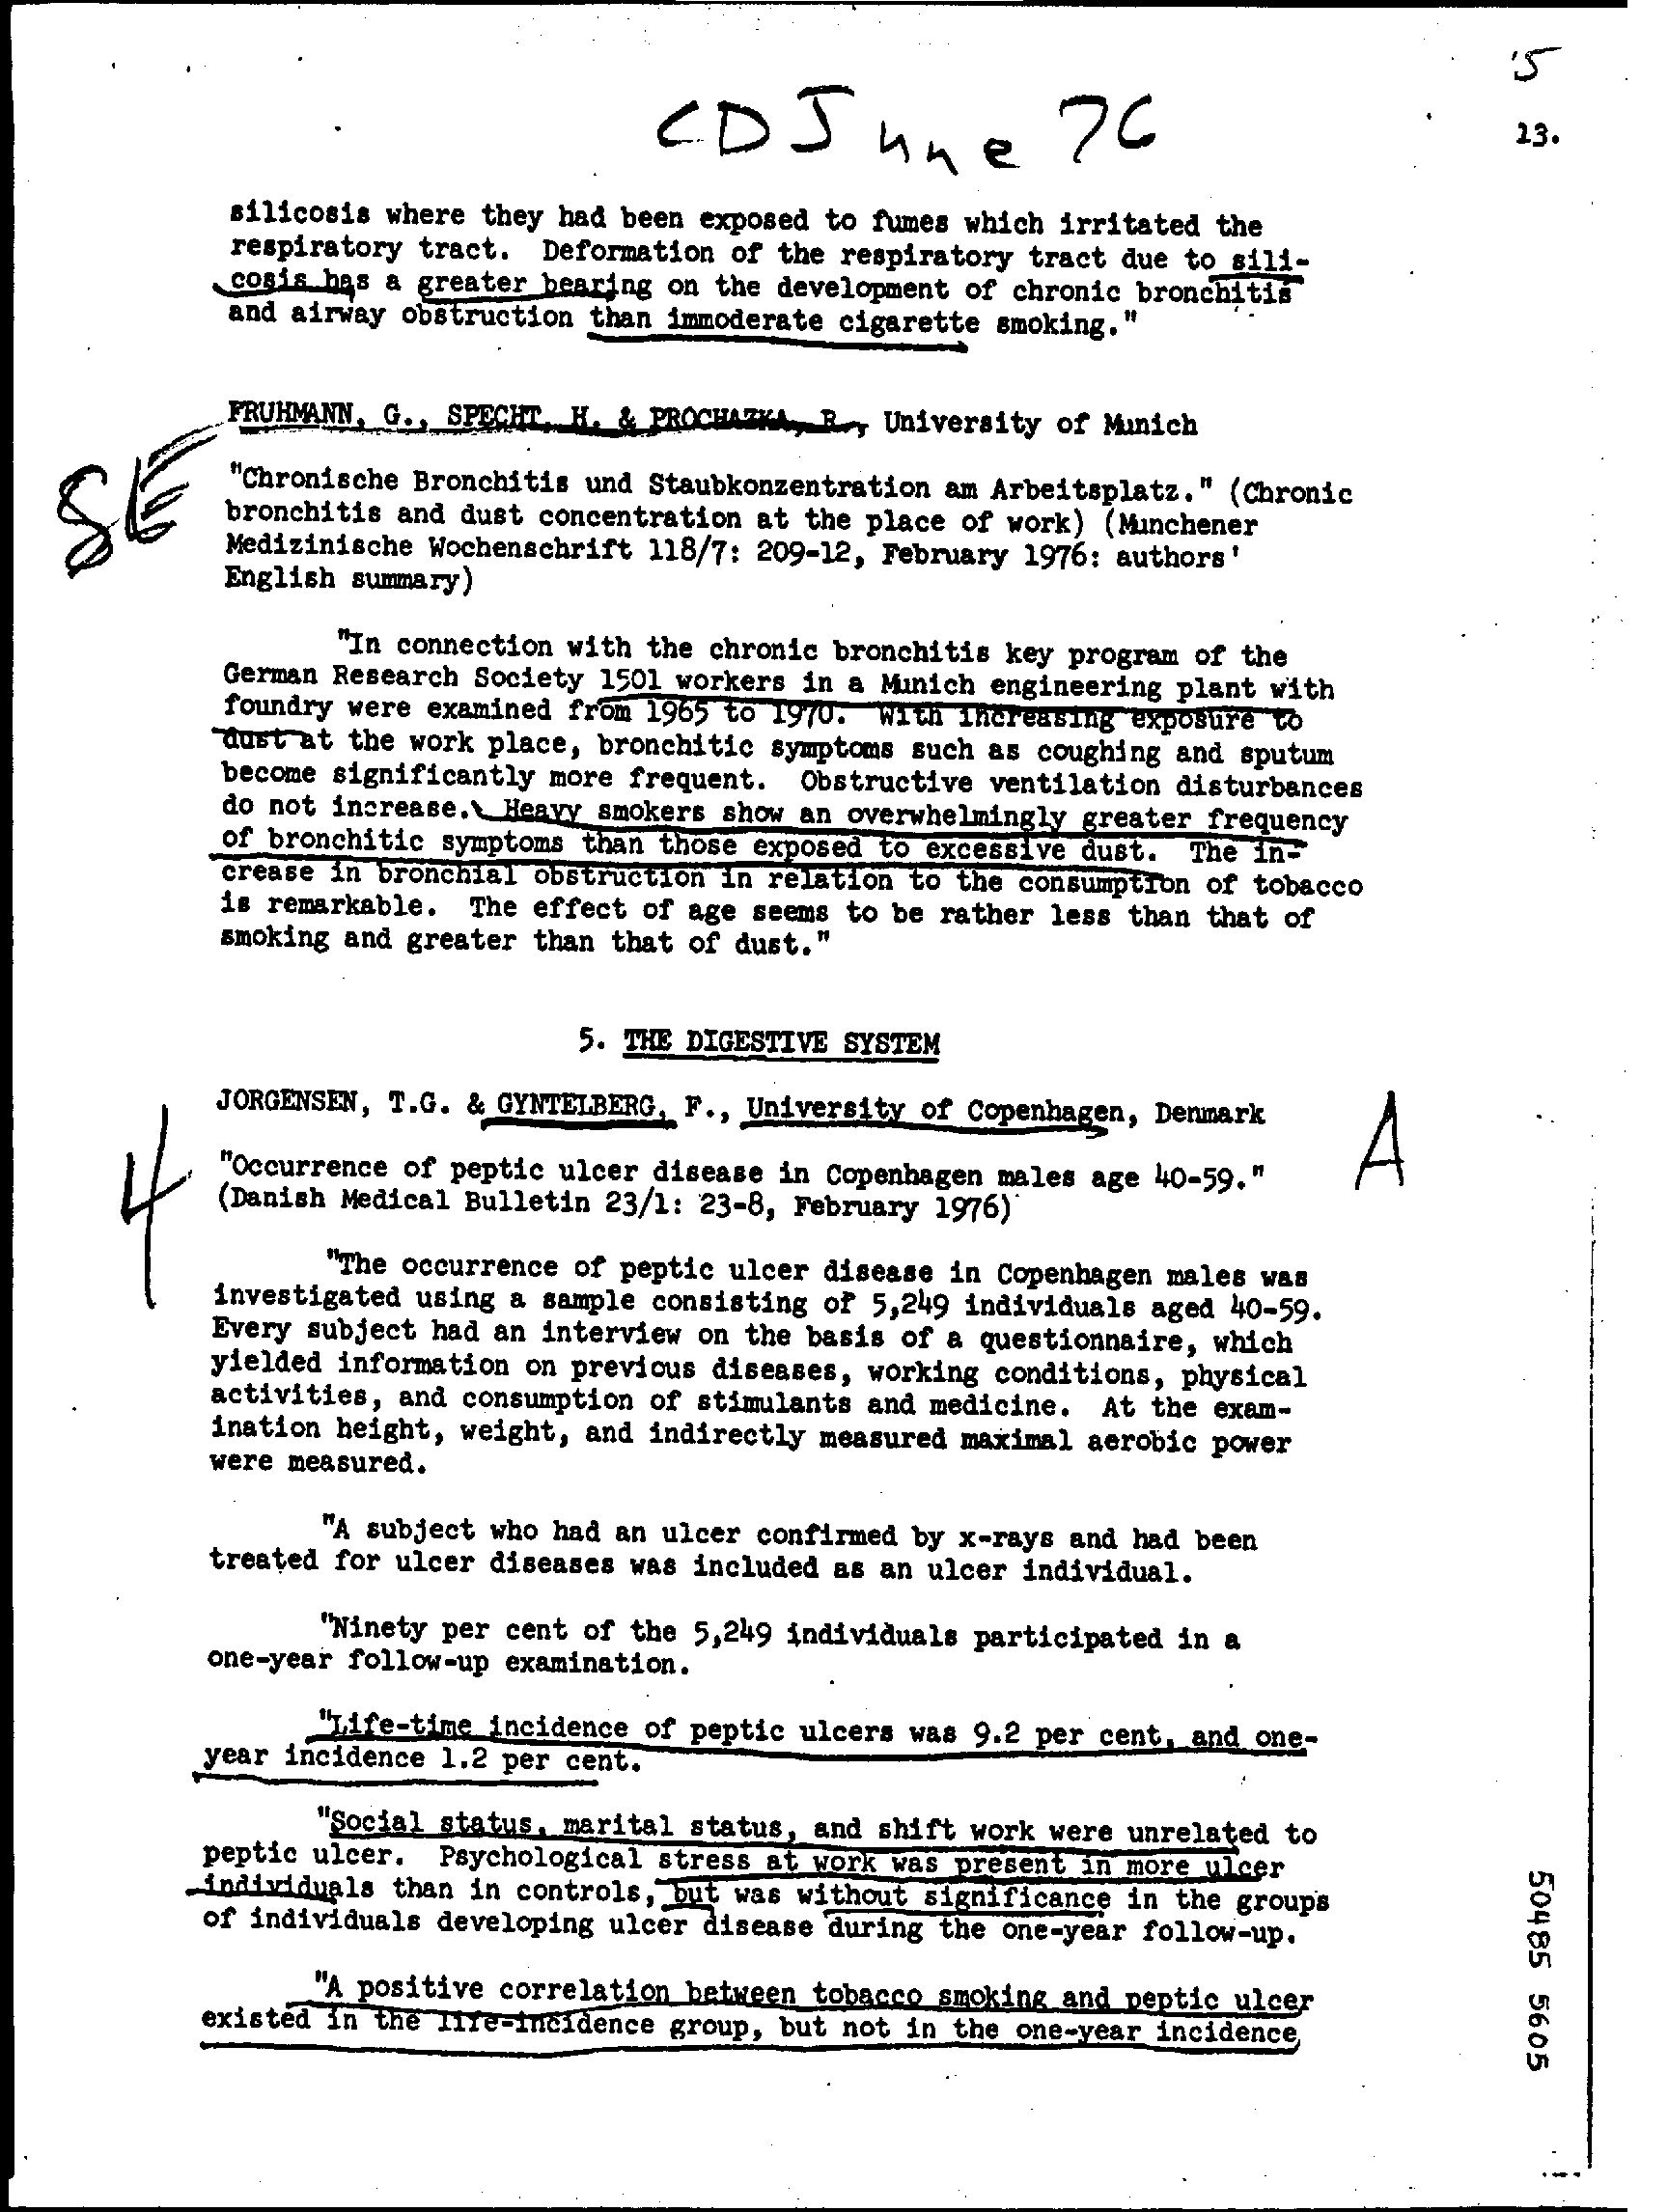 5
CD June 76
23.
silicosis where they had been exposed to fumes which irritated the
respiratory tract.  Deformation of the respiratory tract due to sili-
cosis has a greater bearing on the development of chronic bronchitis
and airway obstruction than immoderate cigarette smoking."
FRUHMANN, G., SPECHT, H. & PROCHAZKA, R., University of Munich
"Chronische Bronchitis und Staubkonzentration am Arbeitsplatz." (Chronic
bronchitis and dust concentration at the place of work) (Munchener
Medizinische Wochenschrift 118/7: 209-12, February 1976: authors'
English summary)
"In connection with the chronic bronchitis key program of the
German Research Society 1501 workers in a Munich engineering plant with
foundry were examined from 1965 to 1970.  With increasing exposure to
dust at the work place, bronchitic symptoms such as coughing and sputum
become significantly more frequent.  Obstructive ventilation disturbances
do not increase. Heavy smokers show an overwhelmingly greater frequency
of bronchitic symptoms than those exposed to excessive dust.  The in-
crease in bronchial obstruction in relation to the consumption of tobacco
is remarkable.  The effect of age seems to be rather less than that of
smoking and greater than that of dust."
5. THE DIGESTIVE SYSTEM
JORGENSEN, T.G. & GYNTELBERG, F., University of Copenhagen, Denmark
4
A
"Occurrence of peptic ulcer disease in Copenhagen males age 40-59."
(Danish Medical Bulletin 23/1: 23-8, February 1976)
"The occurrence of peptic ulcer disease in Copenhagen males was
investigated using a sample consisting of 5,249 individuals aged 40-59.
Every subject had an interview on the basis of a questionnaire, which
yielded information on previous diseases, working conditions, physical
activities, and consumption of stimulants and medicine.  At the exam-
ination height, weight, and indirectly measured maximal aerobic power
were measured.
"A subject who had an ulcer confirmed by x-rays and had been
treated for ulcer diseases was included as an ulcer individual.
"Ninety per cent of the 5,249 individuals participated in a
one-year follow-up examination.
"Life-time incidence of peptic ulcers was 9.2 per cent, and one-
year incidence 1.2 per cent.
"Social status, marital status, and shift work were unrelated to
peptic ulcer.  Psychological stress at work was present in more ulcer
individuals than in controls, but was without significance in the groups
of individuals developing ulcer disease during the one-year follow-up.
"A positive correlation between tobacco smoking and peptic ulcer
existed in the life-incidence group, but not in the one-year incidence
50485 5605